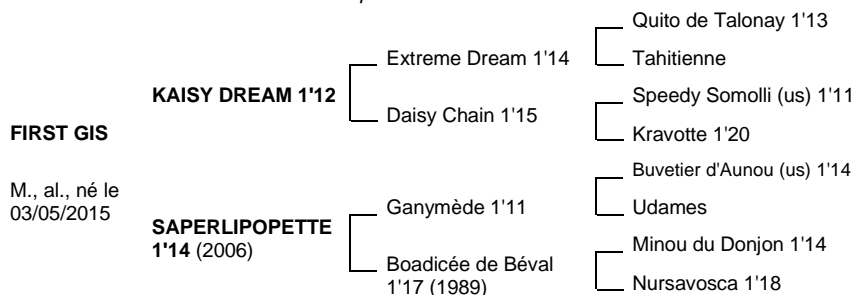 Quito de Talonay 1'13
Extreme Dream 1'14
Tahitienne
KAISY DREAM 1'12
Speedy Somolli (us) 1'11
Daisy Chain 1'15
FIRST GIS
Kravotte 1'20
M., al., né le
03/05/2015
Buvetier d'Aunou (us) 1'14
Ganymède 1'11
SAPERLIPOPETTE
1'14 (2006)
Udames
Minou du Donjon 1'14
Boadicée de Béval
1'17 (1989)
Nursavosca 1'18